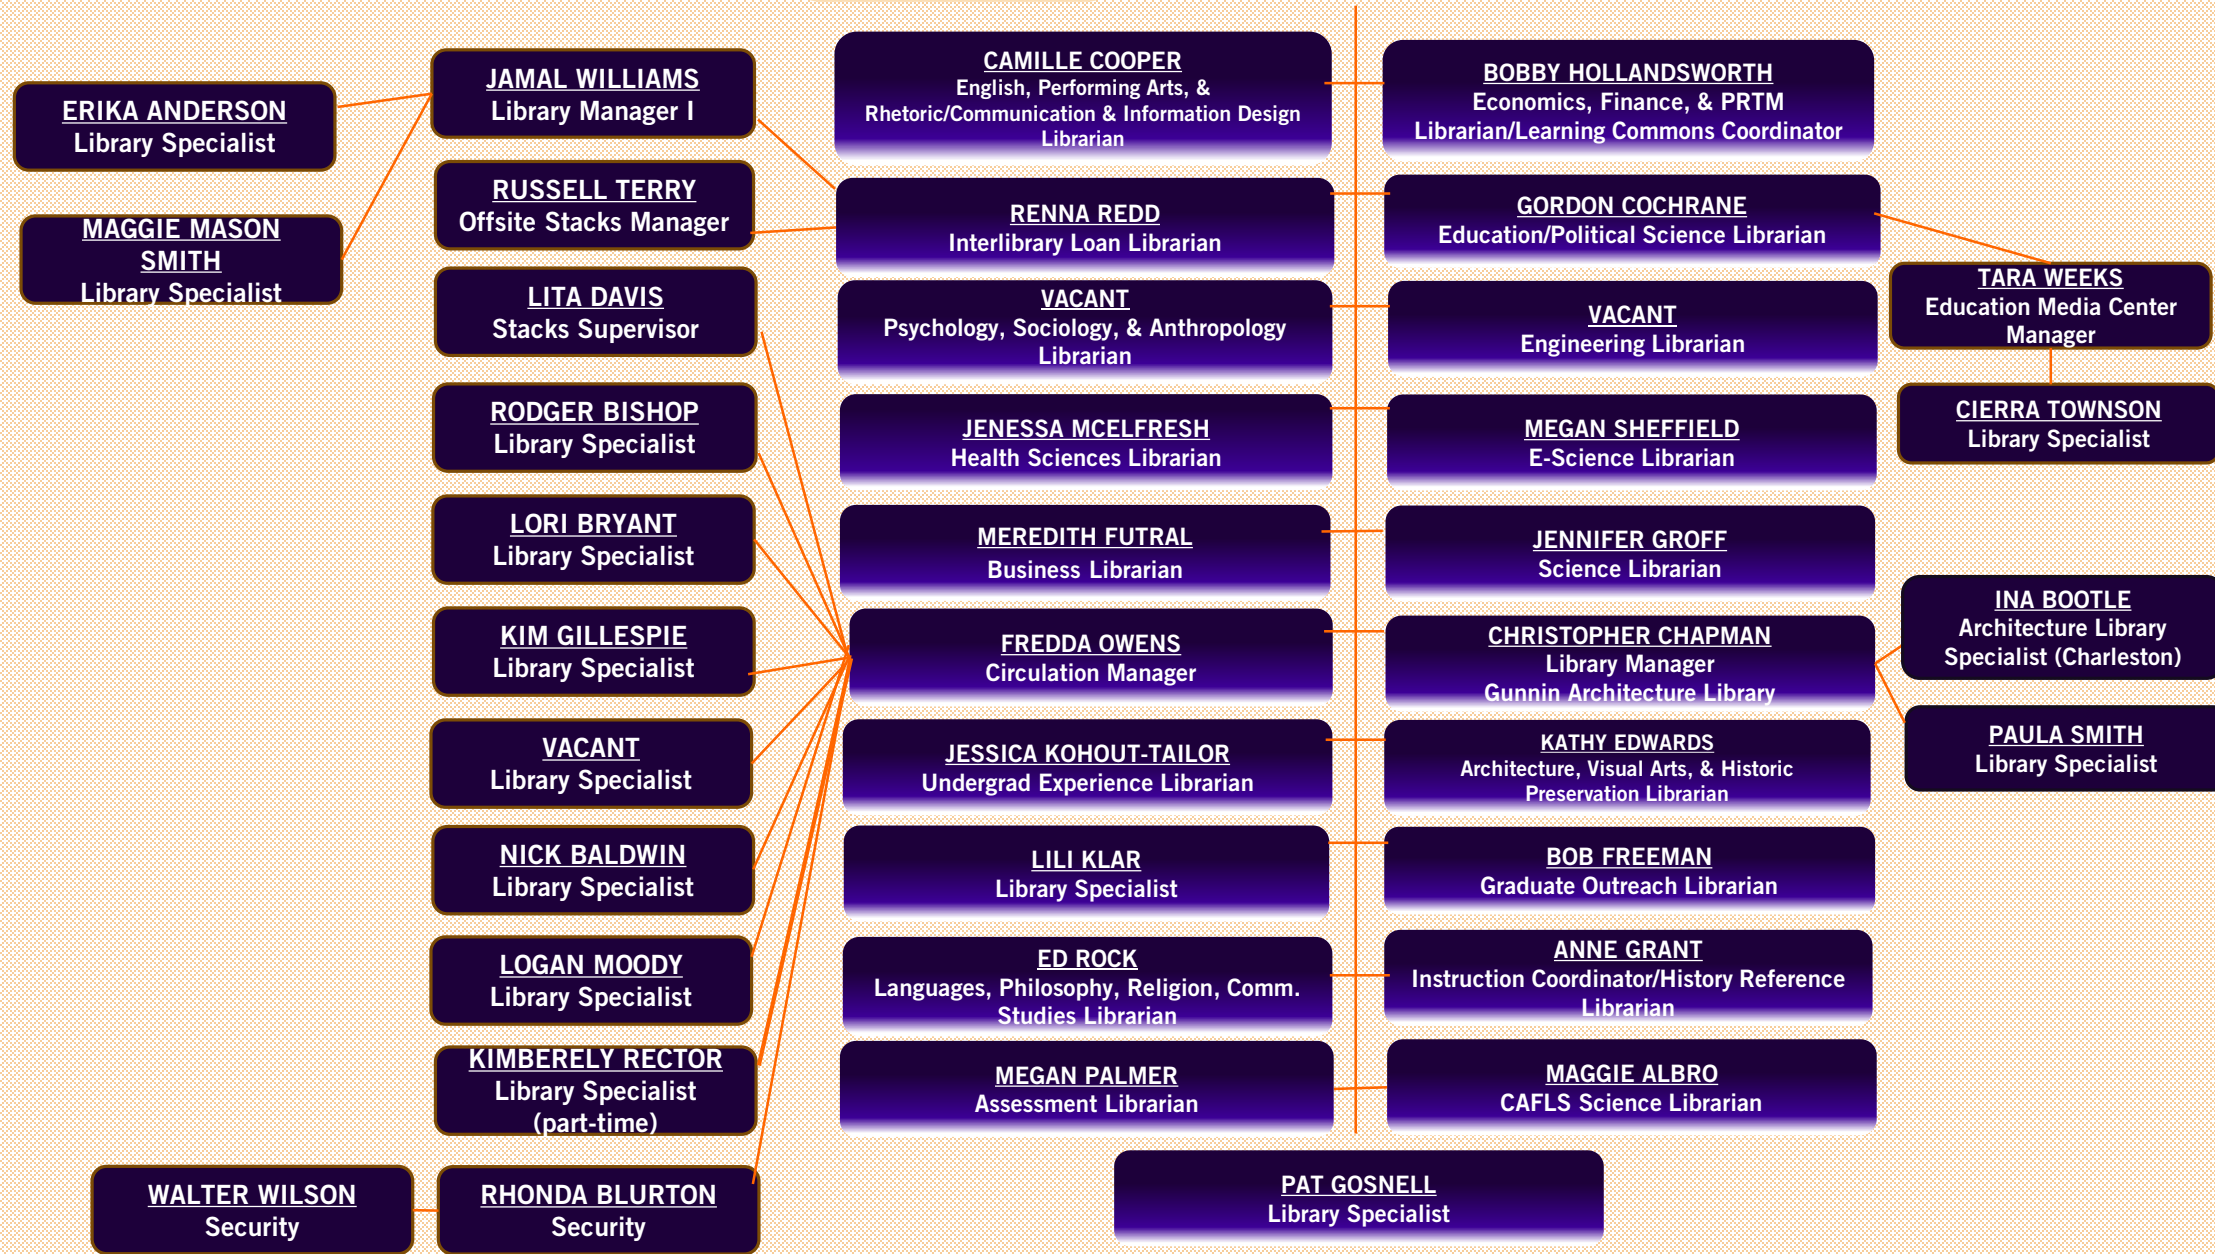 ERIKA ANDERSON
Library Specialist
MAGGIE MASON
SMITH
Library Specialist
JAMAL WILLIAMS
Library Manager I
RUSSELL TERRY
Offsite Stacks Manager
LITA DAVIS
Stacks Supervisor
RODGER BISHOP
Library Specialist
LORI BRYANT
Library Specialist
KIM GILLESPIE
Library Specialist
VACANT
Library Specialist
NICK BALDWIN
Library Specialist
LOGAN MOODY
Library Specialist
KIMBERELY RECTOR
Library Specialist
(part-time)
WALTER WILSON
Security
RHONDA BLURTON
Security
CAMILLE COOPER
English, Performing Arts, &
Rhetoric/Communication & Information Design
Librarian
RENNA REDD
Interlibrary Loan Librarian
VACANT
Psychology, Sociology, & Anthropology
Librarian
JENESSA MCELFRESH
Health Sciences Librarian
MEREDITH FUTRAL
Business Librarian
FREDDA OWENS
Circulation Manager
JESSICA KOHOUT-TAILOR
Undergrad Experience Librarian
LILI KLAR
Library Specialist
ED ROCK
Languages, Philosophy, Religion, Comm.
Studies Librarian
MEGAN PALMER
Assessment Librarian
BOBBY HOLLANDSWORTH
Economics, Finance, & PRTM
Librarian/Learning Commons Coordinator
GORDON COCHRANE
Education/Political Science Librarian
VACANT
Engineering Librarian
MEGAN SHEFFIELD
E-Science Librarian
JENNIFER GROFF
Science Librarian
CHRISTOPHER CHAPMAN
Library Manager
Gunnin Architecture Library
KATHY EDWARDS
Architecture, Visual Arts, & Historic
Preservation Librarian
BOB FREEMAN
Graduate Outreach Librarian
ANNE GRANT
Instruction Coordinator/History Reference
Librarian
MAGGIE ALBRO
CAFLS Science Librarian
PAT GOSNELL
Library Specialist
TARA WEEKS
Education Media Center
Manager
CIERRA TOWNSON
Library Specialist
INA BOOTLE
Architecture Library
Specialist (Charleston)
PAULA SMITH
Library Specialist